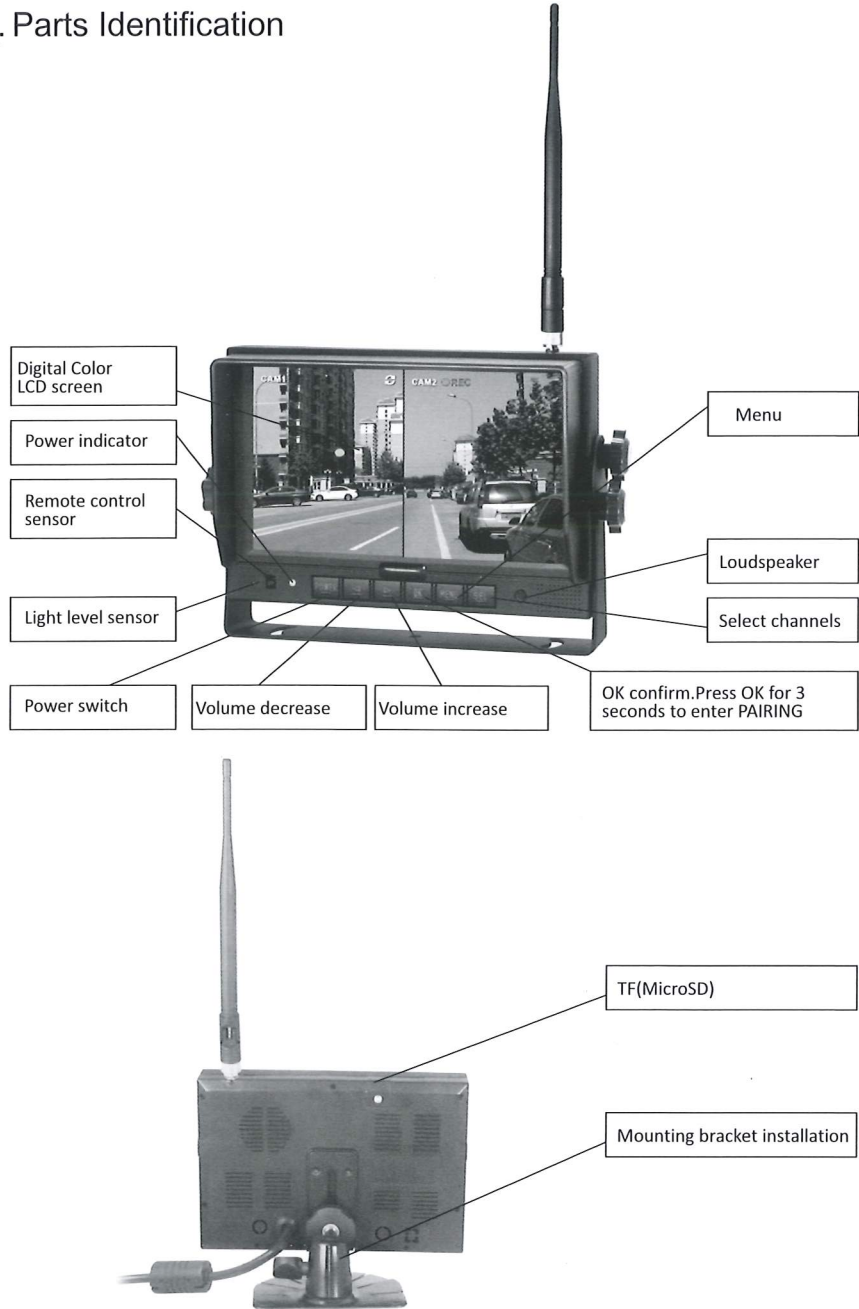 . Parts Identification
CAM1
CAM2 REC
Digital Color
LCD screen
Power indicator
Remote control
sensor
Light level sensor
Power switch
Volume decrease
Volume increase
Menu
Loudspeaker
Select channels
OK confirm.Press OK for 3
seconds to enter PAIRING
TF(MicroSD)
Mounting bracket installation